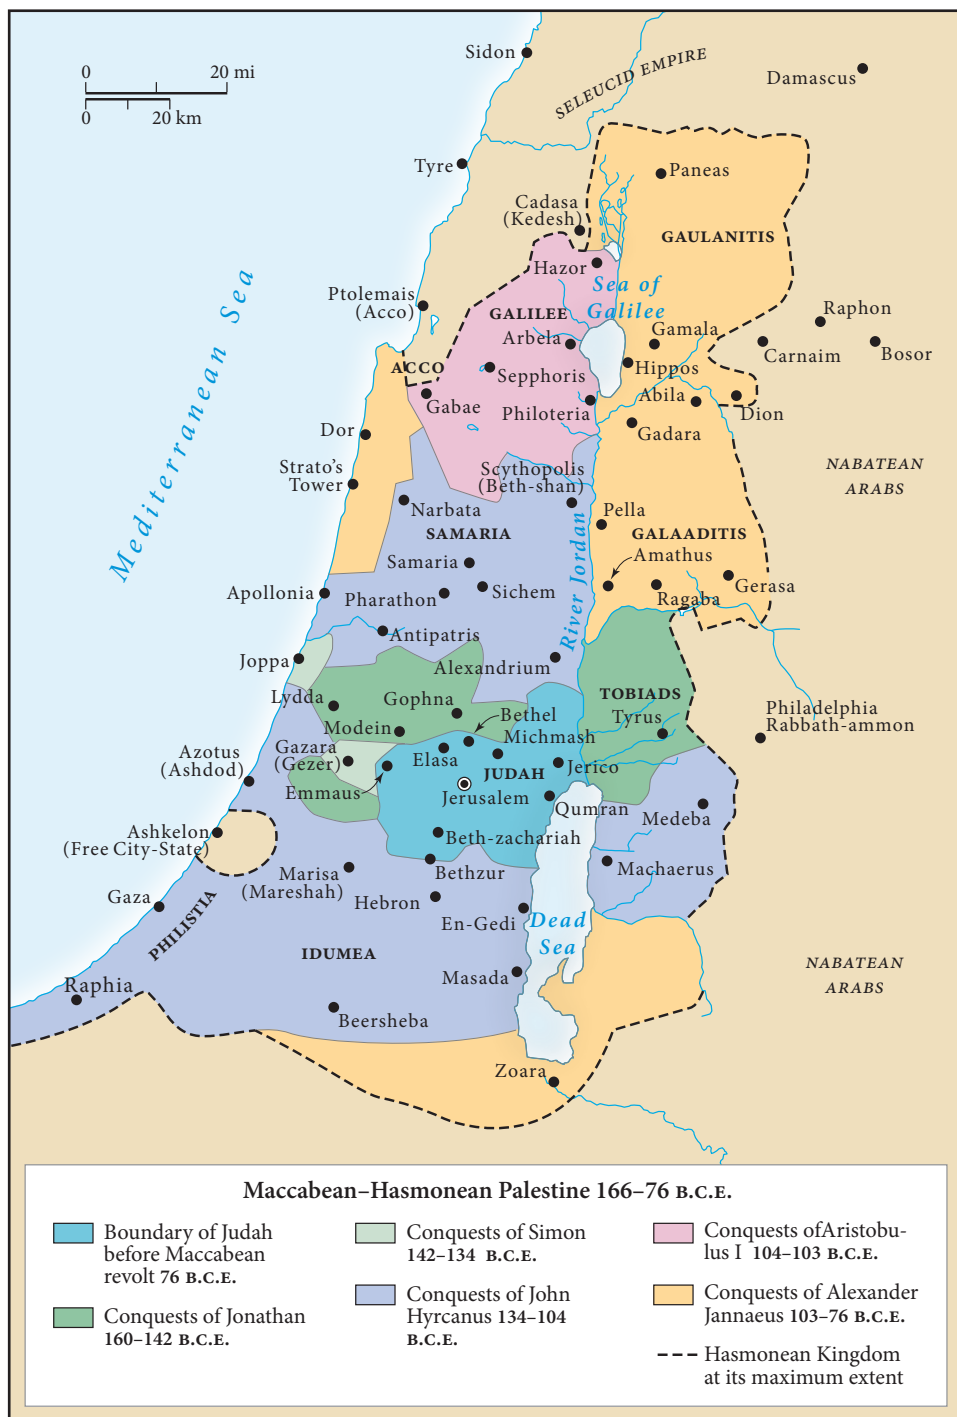 Sidon
0 20 mi
0 20 km
SELEUCID EMPIRE
Damascus
Tyre
Paneas
Cadasa
(Kedesh)
GAULANITIS
Hazor
Sea of
Galilee
Mediterranean Sea
Ptolemais
(Acco)
GALILEE
Arbela
Gamala
Raphon
Carnaim
Bosor
ACCO
Sepphoris
Hippos
Gabae
Philoteria
Abila
Dion
Gadara
Dor
Strato's
Tower
Scythopolis
(Beth-shan)
NABATEAN
ARABS
Narbata
SAMARIA
Pella
GALAADITIS
Samaria
Amathus
River Jordan
Apollonia
Pharathon
Sichem
Ragaba
Gerasa
Antipatris
Joppa
Alexandrium
Lydda
Gophna
TOBIADS
Tyrus
Philadelphia
Rabbath-ammon
Modein
Bethel
Michmash
Azotus
(Ashdod)
Gazara
(Gezer)
Elasa
JUDAH
Jerico
Emmaus
Jerusalem
Qumran
Medeba
Ashkelon
(Free City-State)
Beth-zachariah
Marisa
(Mareshah)
Bethzur
Machaerus
Gaza
Hebron
En-Gedi
Dead
Sea
PHILISTIA
IDUMEA
Masada
NABATEAN
ARABS
Raphia
Beersheba
Zoara
Maccabean–Hasmonean Palestine 166–76 B.C.E.
Boundary of Judah
before Maccabean
revolt 76 B.C.E.
Conquests of Jonathan
160–142 B.C.E.
Conquests of Simon
142–134 B.C.E.
Conquests of John
Hyrcanus 134–104
B.C.E.
Conquests of Aristobu-
lus I 104–103 B.C.E.
Conquests of Alexander
Jannaeus 103–76 B.C.E.
Hasmonean Kingdom
at its maximum extent